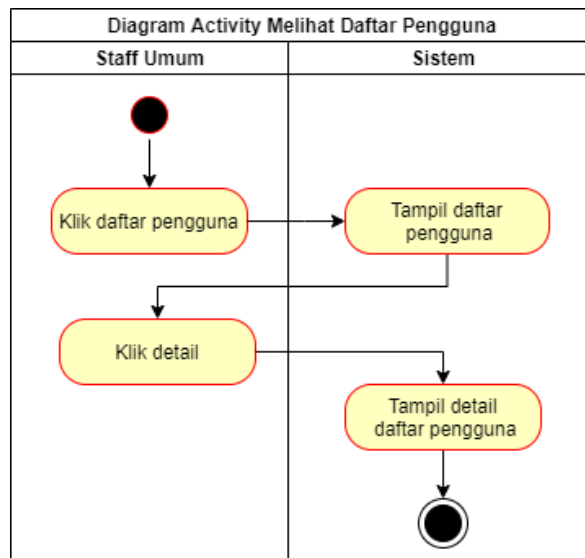 Diagram Activity Melihat Daftar Pengguna
Staff Umum
Sistem
Klik daftar pengguna
Tampil daftar
pengguna
Klik detail
Tampil detail
daftar pengguna